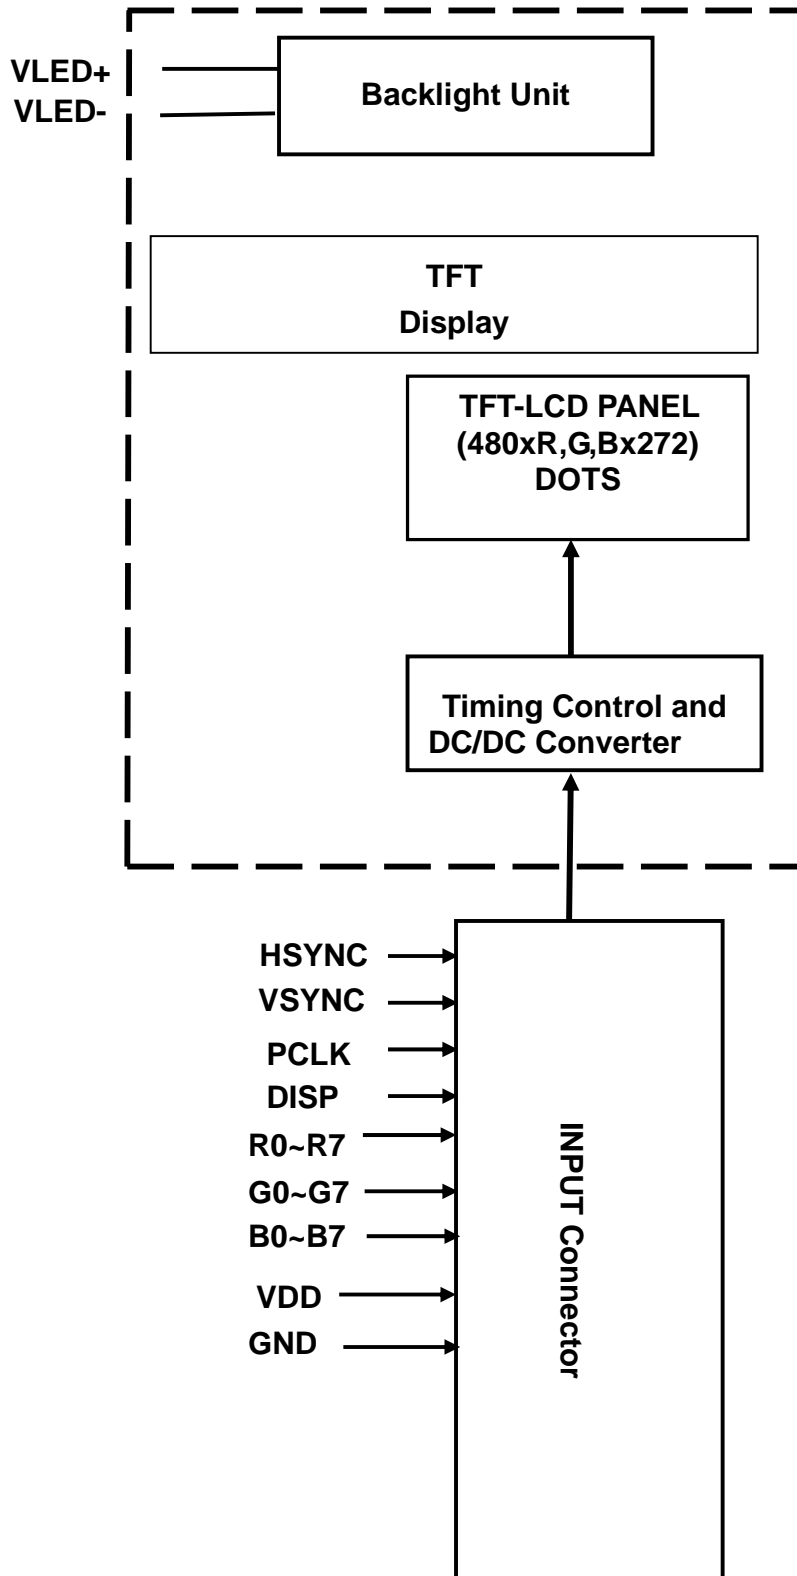 VLED+
VLED-
Backlight Unit
TFT
Display
TFT-LCD PANEL
(480xR,G,Bx272)
DOTS
Timing Control and
DC/DC Converter
HSYNC
VSYNC
PCLK
DISP
R0~R7
G0~G7
B0~B7
VDD
GND
INPUT Connector